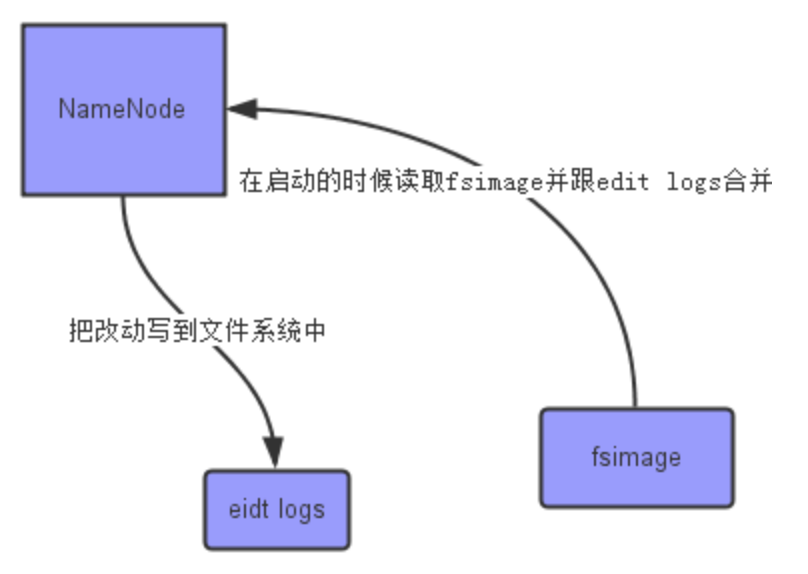 NameNode
在启动的时候读取fsimage并跟edit logs合并
把改动写到文件系统中
fsimage
eidt logs